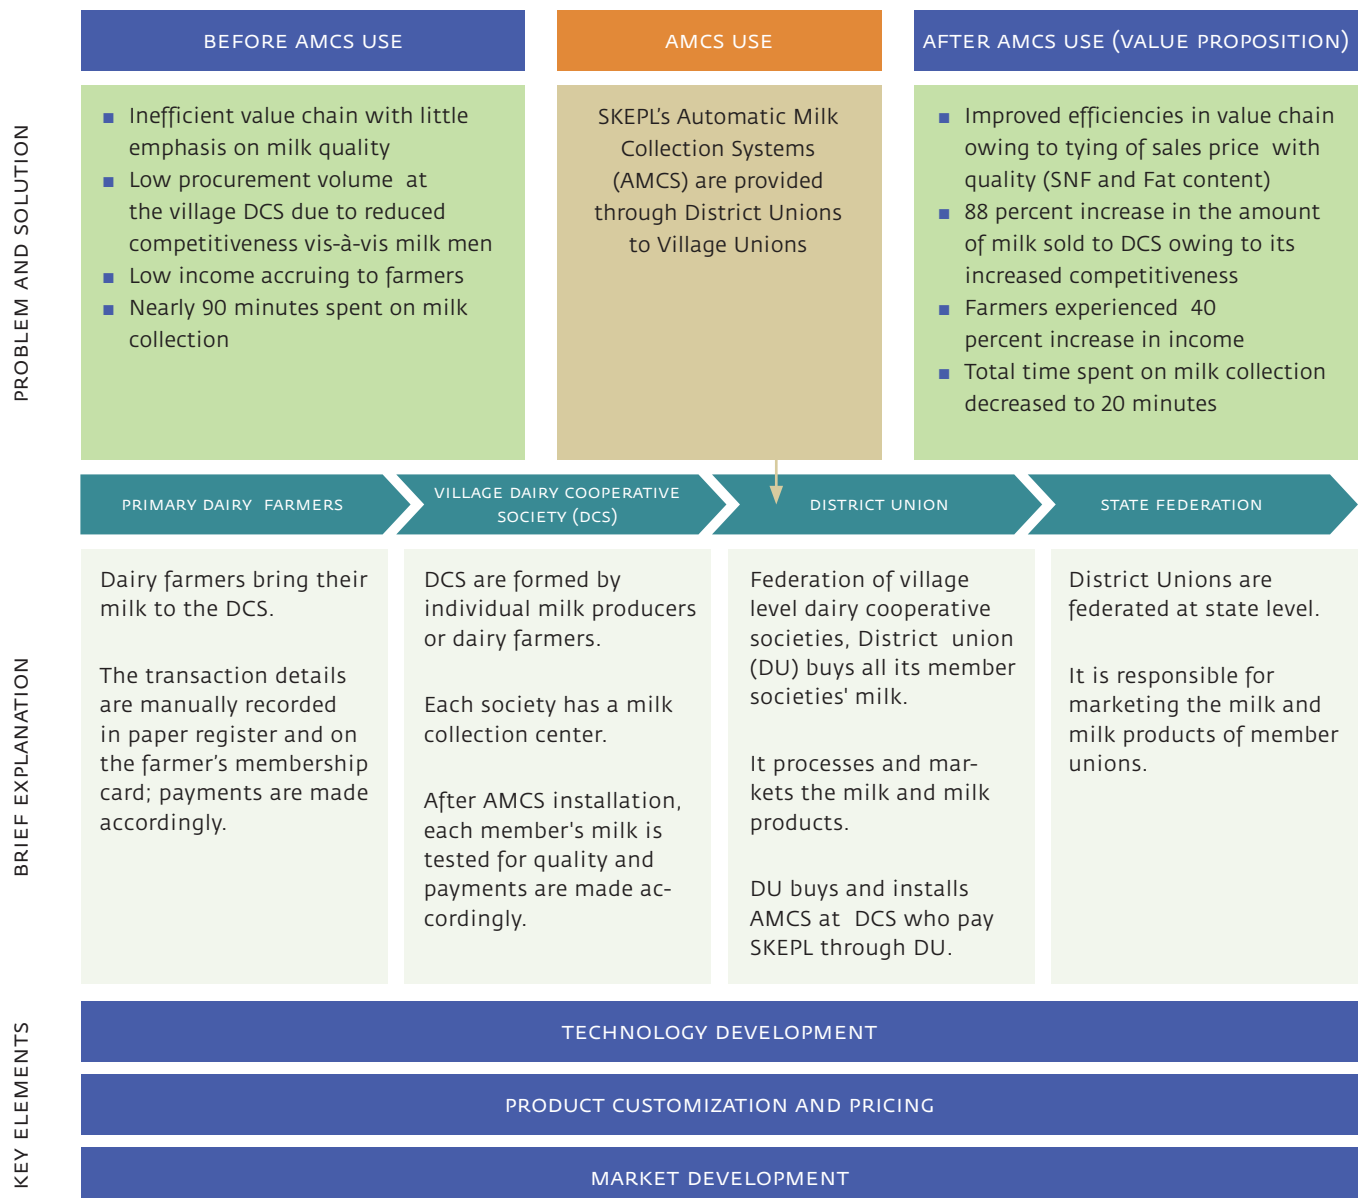 BEFORE AMCS USE
AMCS USE
AFTER AMCS USE (VALUE PROPOSITION)
PROBLEM AND SOLUTION
■ Inefficient value chain with little
emphasis on milk quality
■ Low procurement volume at
the village DCS due to reduced
competitiveness vis-à-vis milk men
■ Low income accruing to farmers
■ Nearly 90 minutes spent on milk
collection
SKEPL's Automatic Milk
Collection Systems
(AMCS) are provided
through District Unions
to Village Unions
■ Improved efficiencies in value chain
owing to tying of sales price with
quality (SNF and Fat content)
■ 88 percent increase in the amount
of milk sold to DCS owing to its
increased competitiveness
■ Farmers experienced 40
percent increase in income
■ Total time spent on milk collection
decreased to 20 minutes
PRIMARY DAIRY FARMERS
VILLAGE DAIRY COOPERATIVE
SOCIETY (DCS)
DISTRICT UNION
STATE FEDERATION
BRIEF EXPLANATION
Dairy farmers bring their
milk to the DCS.
The transaction details
are manually recorded
in paper register and on
the farmer's membership
card; payments are made
accordingly.
DCS are formed by
individual milk producers
or dairy farmers.
Each society has a milk
collection center.
After AMCS installation,
each member's milk is
tested for quality and
payments are made ac-
cordingly.
Federation of village
level dairy cooperative
societies, District union
(DU) buys all its member
societies' milk.
It processes and mar-
kets the milk and milk
products.
DU buys and installs
AMCS at DCS who pay
SKEPL through DU.
District Unions are
federated at state level.
It is responsible for
marketing the milk and
milk products of member
unions.
KEY ELEMENTS
TECHNOLOGY DEVELOPMENT
PRODUCT CUSTOMIZATION AND PRICING
MARKET DEVELOPMENT